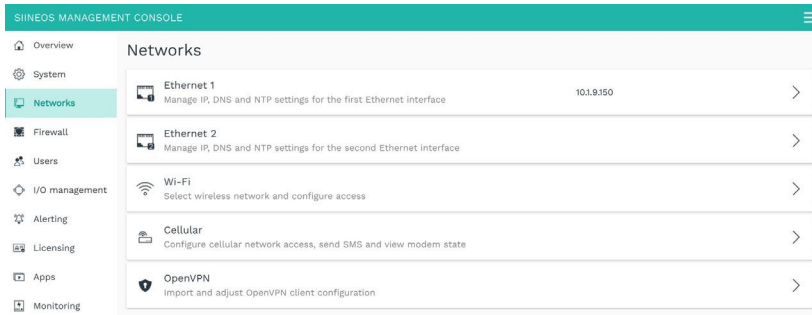 SIINEOS MANAGEMENT CONSOLE
Overview
System
Networks
Firewall
Users
I/O management
Alerting
Licensing
Apps
Monitoring
Networks
Ethernet 1
Manage IP, DNS and NTP settings for the first Ethernet interface
10.1.9.150
Ethernet 2
Manage IP, DNS and NTP settings for the second Ethernet interface
Wi-Fi
Select wireless network and configure access
Cellular
Configure cellular network access, send SMS and view modem state
OpenVPN
Import and adjust OpenVPN client configuration